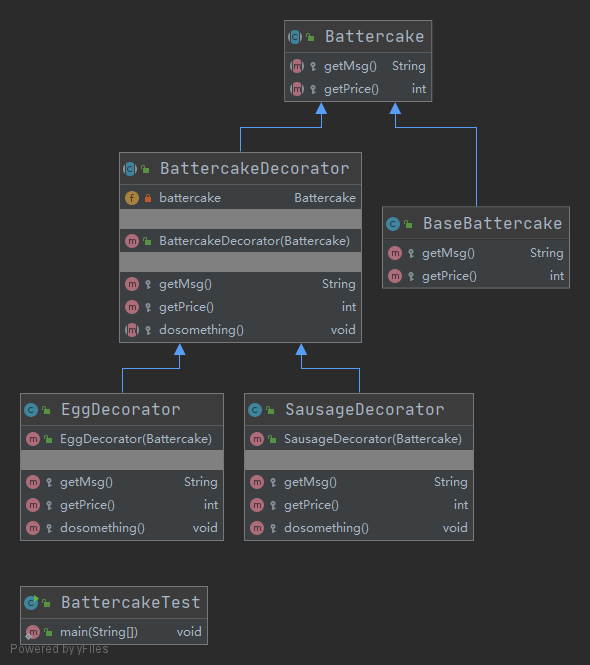 Battercake
getMsg() String
getPrice() int
BattercakeDecorator
battercake Battercake
BattercakeDecorator(Battercake)
getMsg() String
getPrice() int
dosomething() void
BaseBattercake
getMsg() String
getPrice() int
EggDecorator
EggDecorator(Battercake)
getMsg() String
getPrice() int
dosomething() void
SausageDecorator
SausageDecorator(Battercake)
getMsg() String
getPrice() int
dosomething() void
BattercakeTest
main(String[]) void
Powered by yFiles